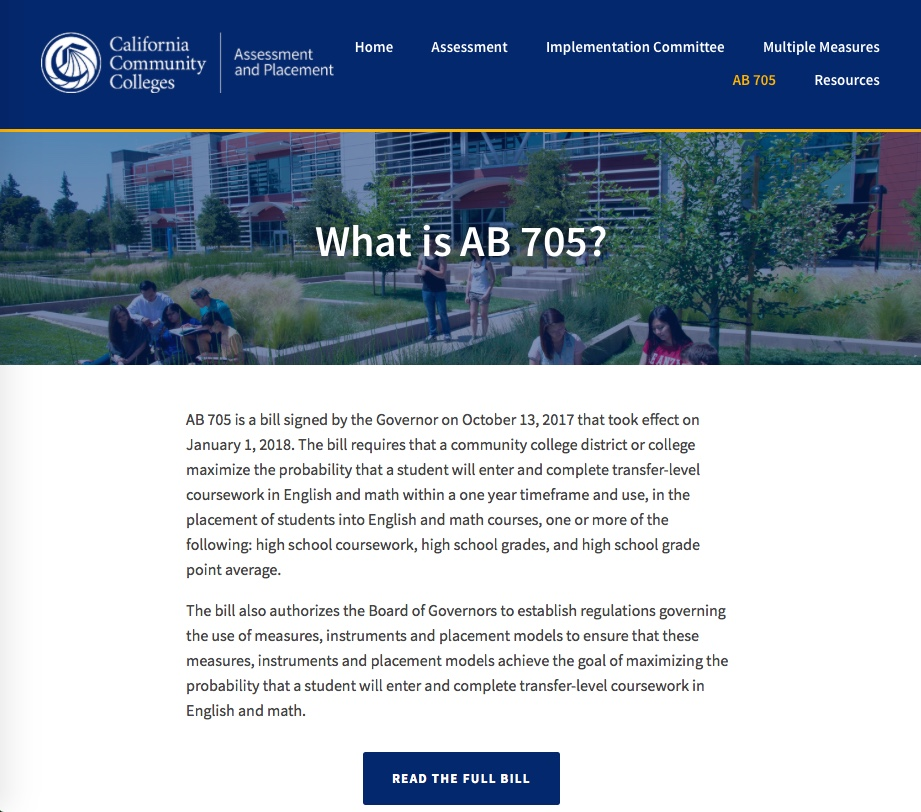 California
Community
Colleges
Assessment
and Placement
Home Assessment Implementation Committee Multiple Measures
AB 705 Resources
What is AB 705?
AB 705 is a bill signed by the Governor on October 13, 2017 that took effect on
January 1, 2018. The bill requires that a community college district or college
maximize the probability that a student will enter and complete transfer-level
coursework in English and math within a one year timeframe and use, in the
placement of students into English and math courses, one or more of the
following: high school coursework, high school grades, and high school grade
point average.
The bill also authorizes the Board of Governors to establish regulations governing
the use of measures, instruments and placement models to ensure that these
measures, instruments and placement models achieve the goal of maximizing the
probability that a student will enter and complete transfer-level coursework in
English and math.
READ THE FULL BILL